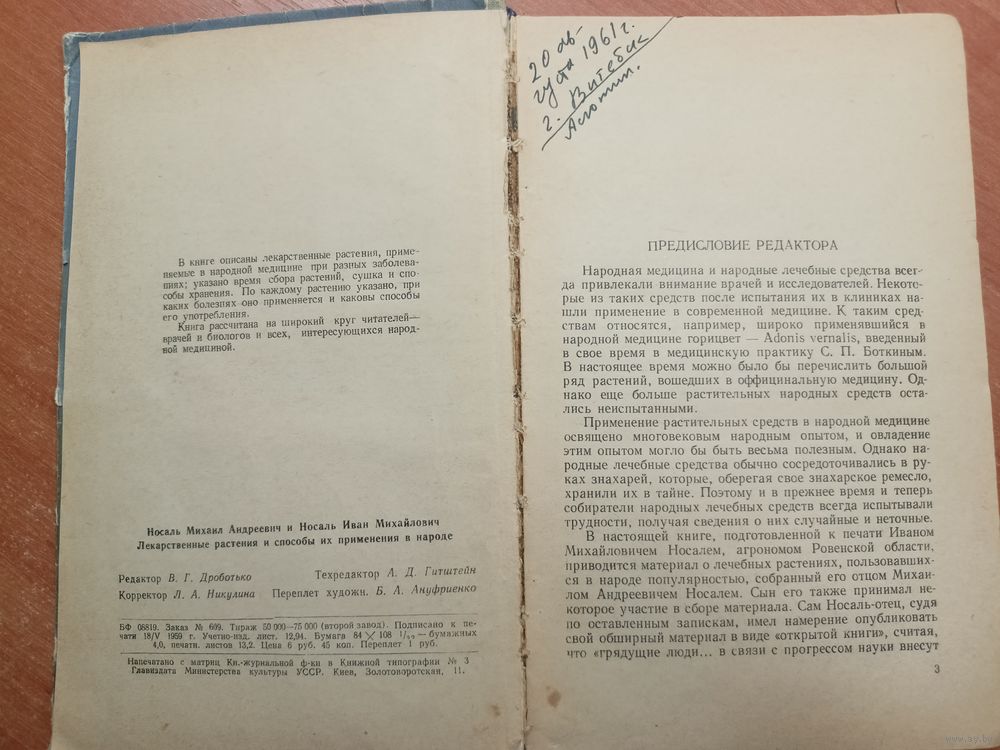 В книге описаны лекарственные растения, приме-
няемые в народной медицине при разных заболева-
ниях; указано время сбора растений, сушка и спо-
собы хранения. По каждому растению указано, при
каких болезнях оно применяется и каковы способы
его употребления.
Книга рассчитана на широкий круг читателей—
врачей и биологов и всех, интересующихся народ-
ной медициной.
Носаль Михаил Андреевич и Носаль Иван Михайлович
Лекарственные растения и способы их применения в народе
Редактор В. Г. Дроботько
Техредактор А. Д. Гитштейн
Корректор Л. А. Никулина
Переплет художн. Б. А. Ануфриенко
БФ 08819. Заказ № 609. Тираж 50 000—75 000 (второй завод). Подписано к пе-
чати 18/V 1959 г. Учетно-изд. лист. 12,94. Бумага 84 × 108 1/32 — бумажных
4,0, печатн. листов 13,2. Цена 6 руб. 45 коп. Переплет 1 руб.
Напечатано с матриц Кн.-журнальной ф-ки в Книжной типографии № 3
Главиздата Министерства культуры УССР. Киев, Золотоворотская, 11.
20 ав-
густа 1961 г.
г. Витебск
ПРЕДИСЛОВИЕ РЕДАКТОРА
Народная медицина и народные лечебные средства всег-
да привлекали внимание врачей и исследователей. Некото-
рые из таких средств после испытания их в клиниках на-
шли применение в современной медицине. К таким сред-
ствам относятся, например, широко применявшийся в
народной медицине горицвет — Adonis vernalis, введенный
в свое время в медицинскую практику С. П. Боткиным.
В настоящее время можно было бы перечислить большой
ряд растений, вошедших в оффицинальную медицину. Од-
нако еще больше растительных народных средств оста-
лись неиспытанными.
Применение растительных средств в народной медицине
освящено многовековым народным опытом, и овладение
этим опытом могло бы быть весьма полезным. Однако на-
родные лечебные средства обычно сосредоточивались в ру-
ках знахарей, которые, оберегая свое знахарское ремесло,
хранили их в тайне. Поэтому и в прежнее время и теперь
собиратели народных лечебных средств всегда испытывали
трудности, получая сведения о них случайные и неточные.
В настоящей книге, подготовленной к печати Иваном
Михайловичем Носалем, агрономом Ровенской области,
приводится материал о лечебных растениях, пользовавших-
ся в народе популярностью, собранный его отцом Михаи-
лом Андреевичем Носалем. Сын его также принимал не-
которое участие в сборе материала. Сам Носаль-отец, судя
по оставленным запискам, имел намерение опубликовать
свой обширный материал в виде «открытой книги», считая,
что «грядущие люди... в связи с прогрессом науки внесут
3
www.ay.by